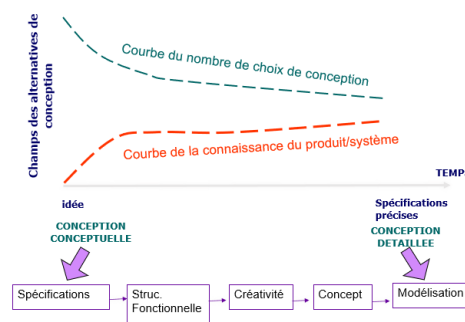 Champs des alternatives de
conception
Courbe du nombre de choix de conception
Courbe de la connaissance du produit/système
TEMPS
idée
Spécifications
précises
CONCEPTION
CONCEPTUELLE
CONCEPTION
DETAILLEE
Spécifications
Struc.
Fonctionnelle
Créativité
Concept
Modélisation